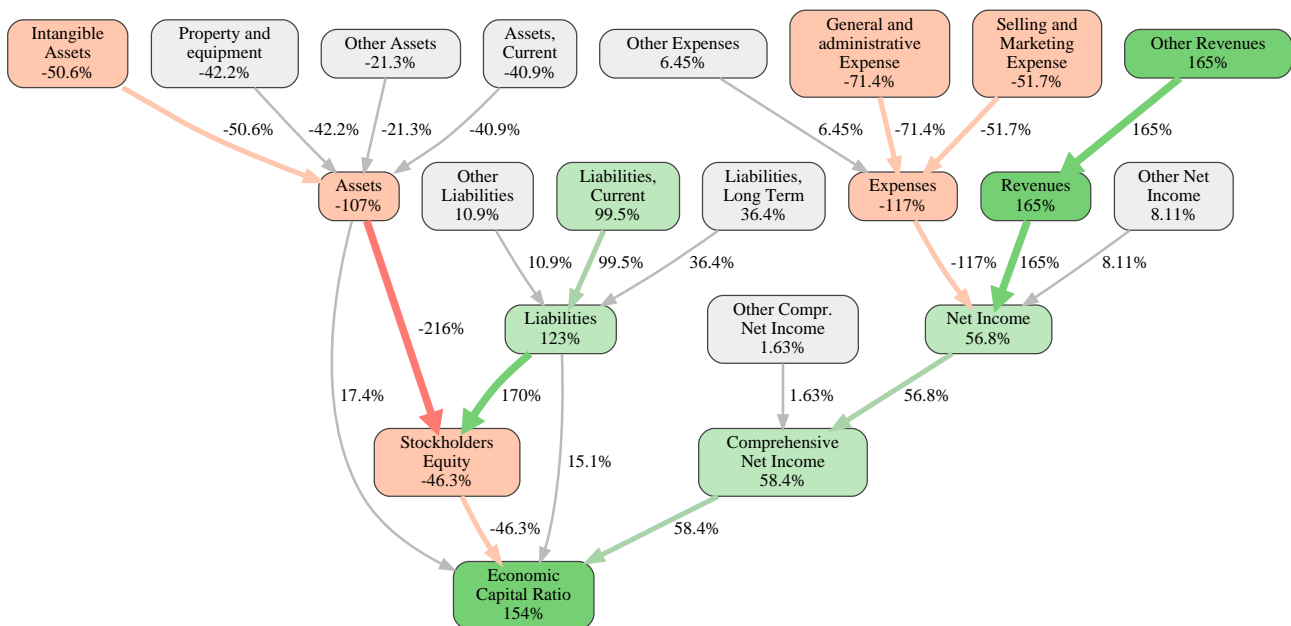 Intangible
Assets
-50.6%
Property and
equipment
-42.2%
Other Assets
-21.3%
Assets,
Current
-40.9%
Other Expenses
6.45%
General and
administrative
Expense
-71.4%
Selling and
Marketing
Expense
-51.7%
Other Revenues
165%
-50.6%
-42.2%
-21.3%
-40.9%
6.45%
-71.4%
-51.7%
165%
Assets
-107%
Other
Liabilities
10.9%
Liabilities,
Current
99.5%
Liabilities,
Long Term
36.4%
Expenses
-117%
Revenues
165%
Other Net
Income
8.11%
10.9%
99.5%
36.4%
-117%
165%
8.11%
-216%
Liabilities
123%
Other Compr.
Net Income
1.63%
Net Income
56.8%
17.4%
170%
1.63%
56.8%
Stockholders
Equity
-46.3%
15.1%
Comprehensive
Net Income
58.4%
-46.3%
58.4%
Economic
Capital Ratio
154%